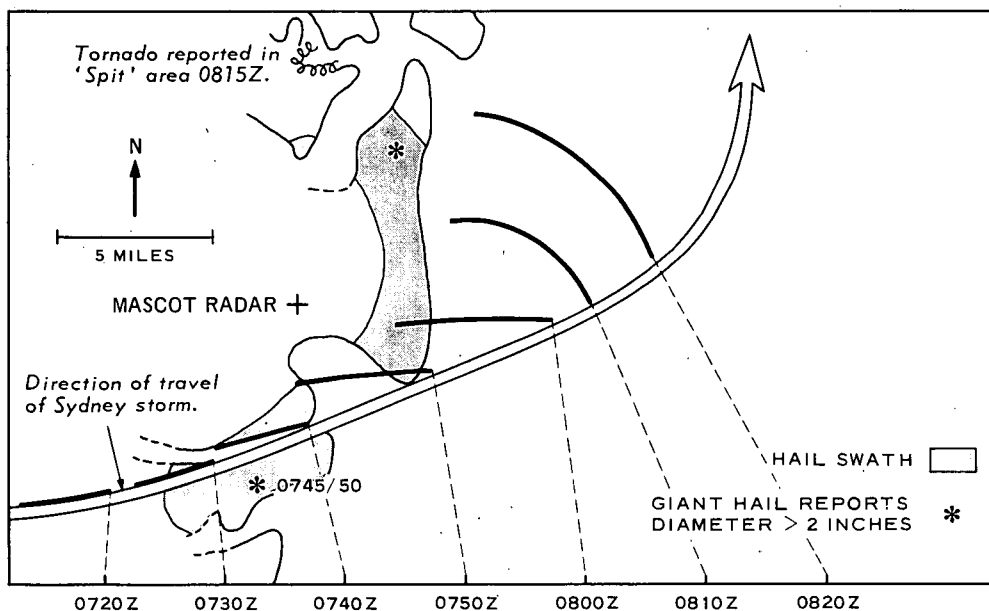 Tornado reported in
'Spit' area 0815Z.
N
5 MILES
MASCOT RADAR
Direction of travel
of Sydney storm.
* 0745/50
HAIL SWATH
GIANT HAIL REPORTS
DIAMETER > 2 INCHES *
0720Z 0730Z 0740Z 0750Z 0800Z 0810Z 0820Z